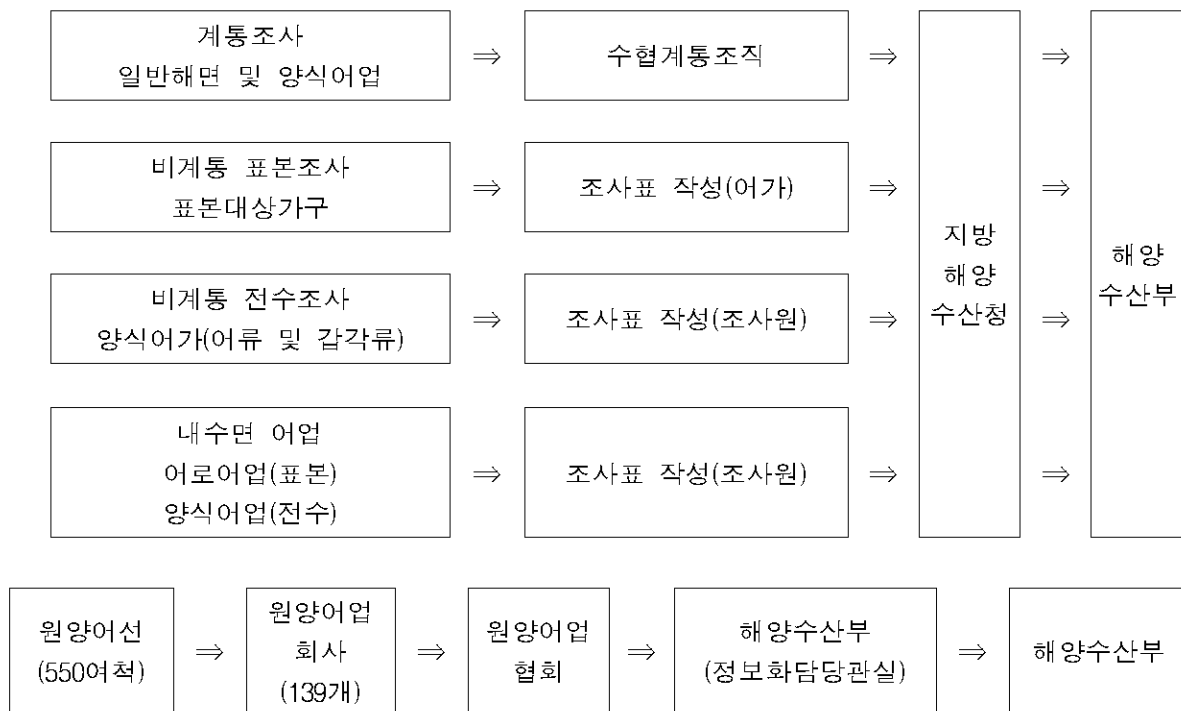 계통조사
일반해면 및 양식어업
⇒
수협계통조직
⇒
⇒
비계통 표본조사
표본대상가구
⇒
조사표 작성(어가)
⇒
⇒
비계통 전수조사
양식어가(어류 및 갑각류)
⇒
조사표 작성(조사원)
⇒
⇒
내수면 어업
어로어업(표본)
양식어업(전수)
⇒
조사표 작성(조사원)
⇒
⇒
지방
해양
수산청
해양
수산부
원양어선
(550여척)
⇒
원양어업
회사
(139개)
⇒
원양어업
협회
⇒
해양수산부
(정보화담당관실)
⇒
해양수산부